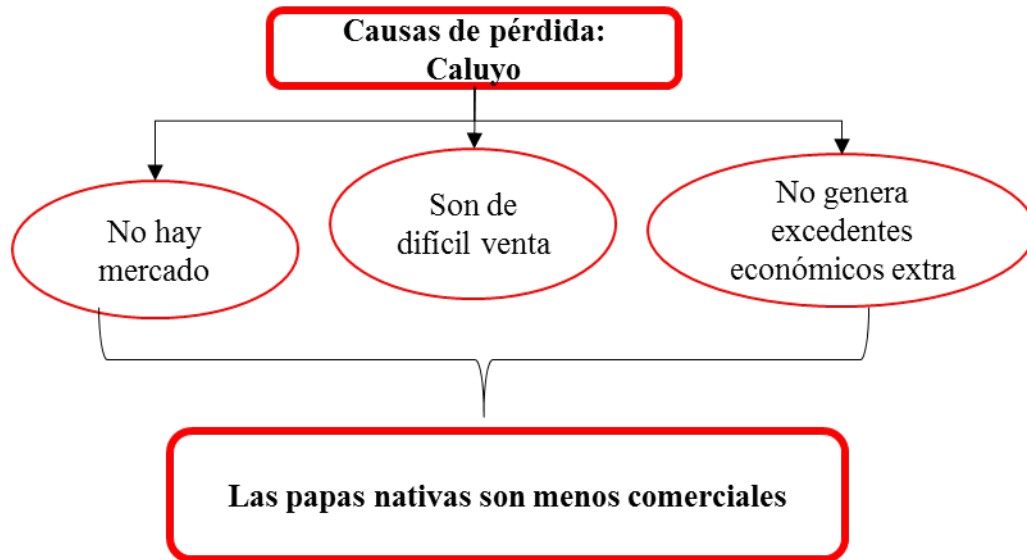 Causas de pérdida:
Caluyo
No hay
mercado
Son de
difícil venta
No genera
excedentes
económicos extra
Las papas nativas son menos comerciales